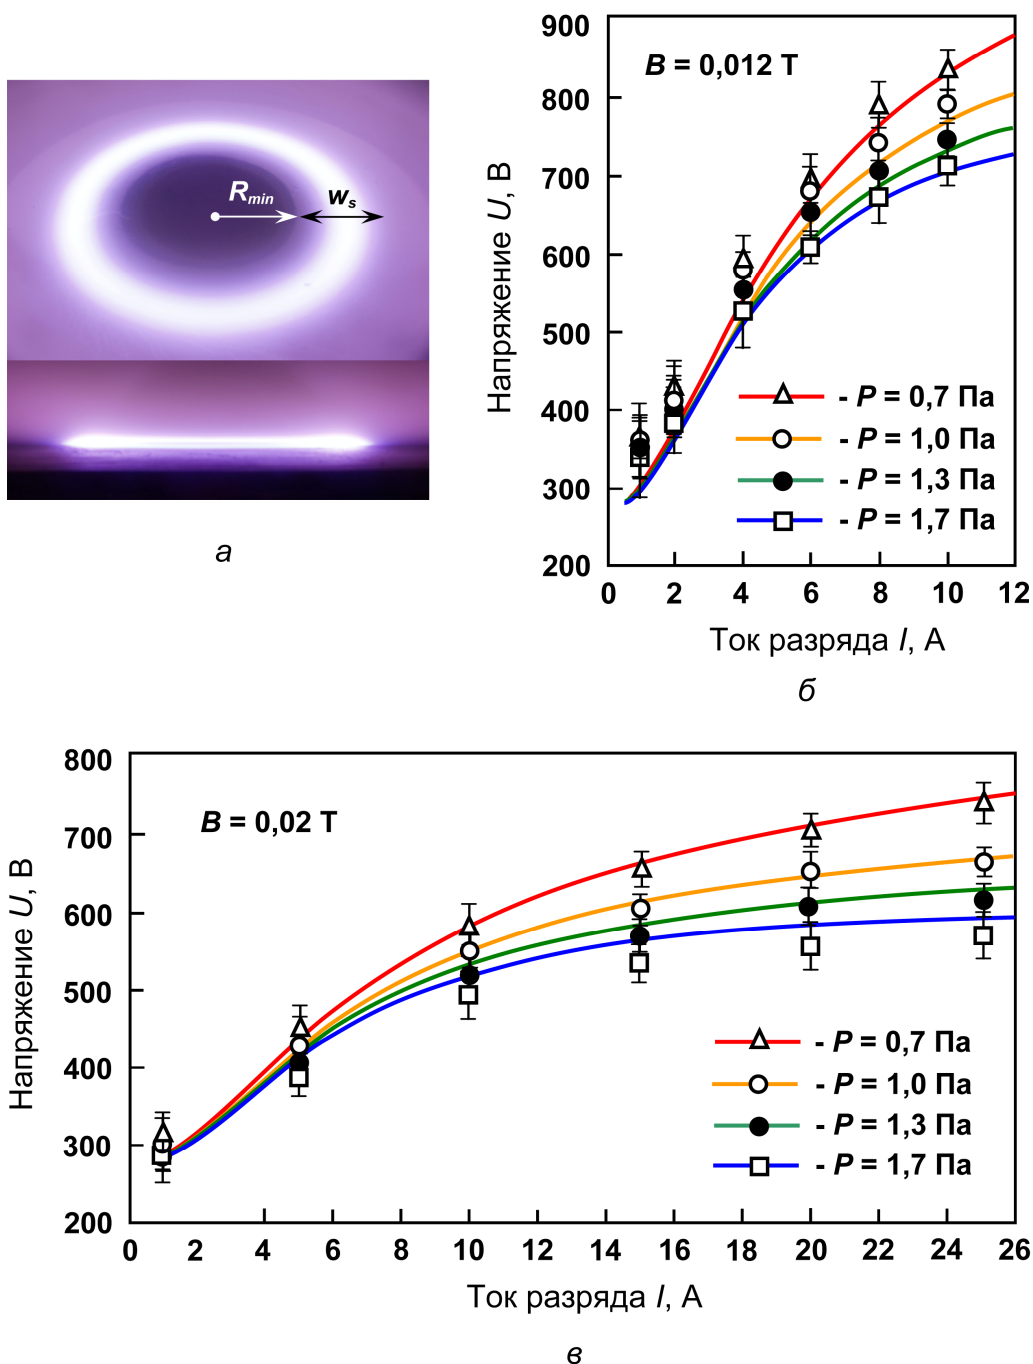 R_min
w_s
а
B = 0,012 Т
Напряжение U, В
900
800
700
600
500
400
300
200
- P = 0,7 Па
- P = 1,0 Па
- P = 1,3 Па
- P = 1,7 Па
0 2 4 6 8 10 12
Ток разряда I, А
б
B = 0,02 Т
Напряжение U, В
800
700
600
500
400
300
200
- P = 0,7 Па
- P = 1,0 Па
- P = 1,3 Па
- P = 1,7 Па
0 2 4 6 8 10 12 14 16 18 20 22 24 26
Ток разряда I, А
в